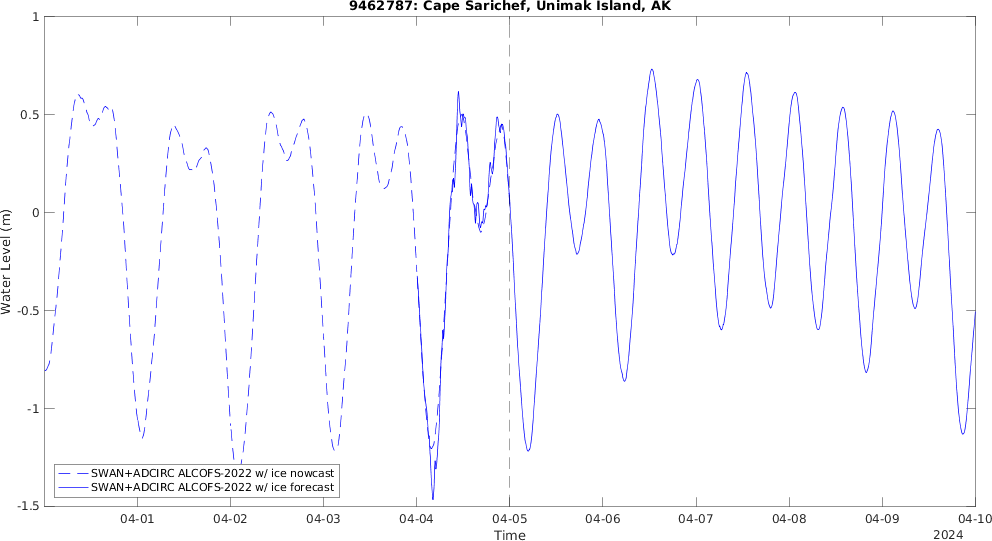 9462787: Cape Sarichef, Unimak Island, AK
1
0.5
0
-0.5
-1
-1.5
Water Level (m)
SWAN+ADCIRC ALCOFS-2022 w/ ice nowcast
SWAN+ADCIRC ALCOFS-2022 w/ ice forecast
04-01 04-02 04-03 04-04 04-05 04-06 04-07 04-08 04-09 04-10
Time
2024